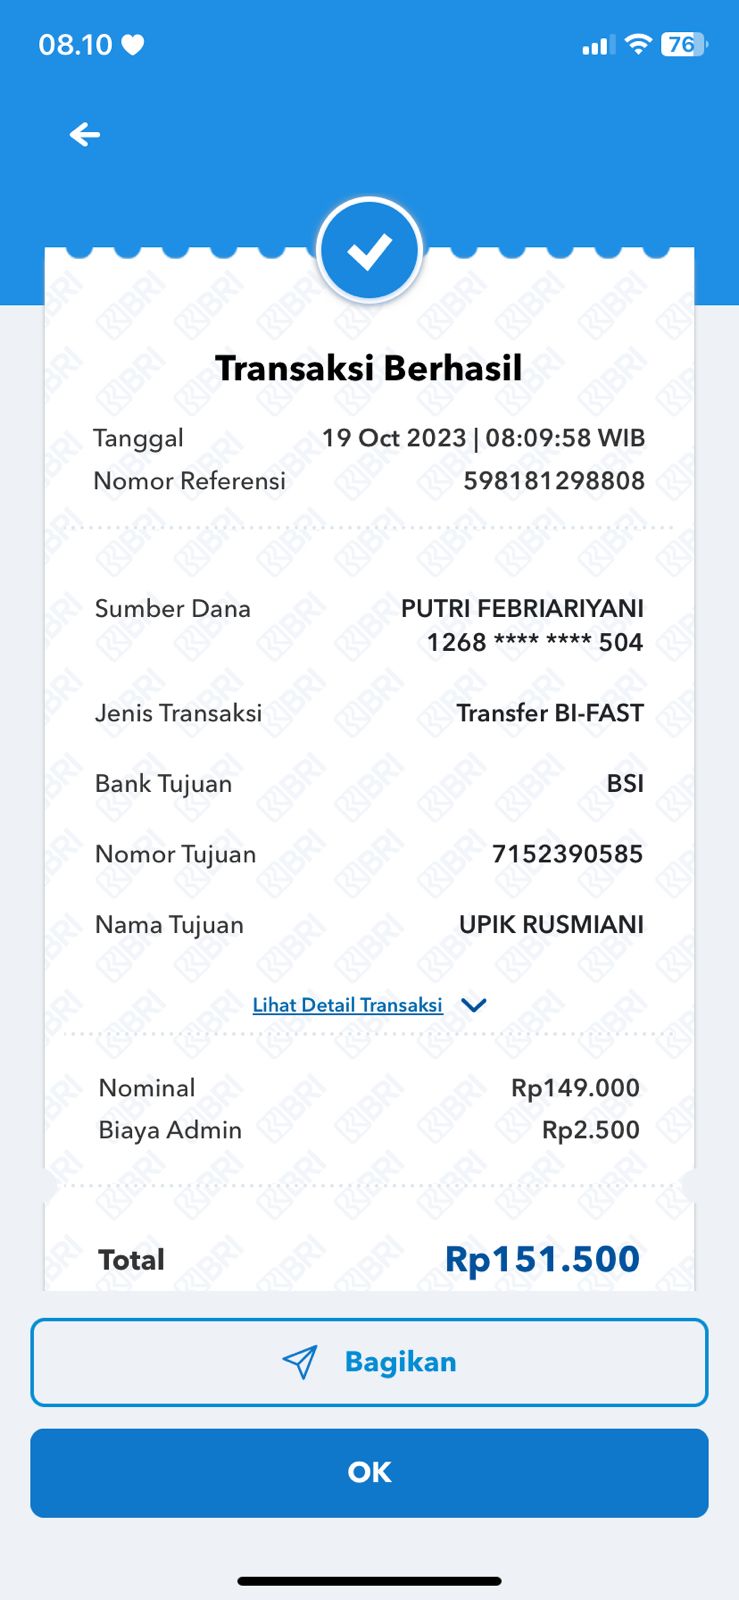 08.10
76
Transaksi Berhasil
Tanggal 19 Oct 2023 | 08:09:58 WIB
Nomor Referensi 598181298808
Sumber Dana PUTRI FEBRIARIYANI
1268 **** **** 504
Jenis Transaksi Transfer BI-FAST
Bank Tujuan BSI
Nomor Tujuan 7152390585
Nama Tujuan UPIK RUSMIANI
Lihat Detail Transaksi
Nominal Rp149.000
Biaya Admin Rp2.500
Total Rp151.500
Bagikan
OK
BRI